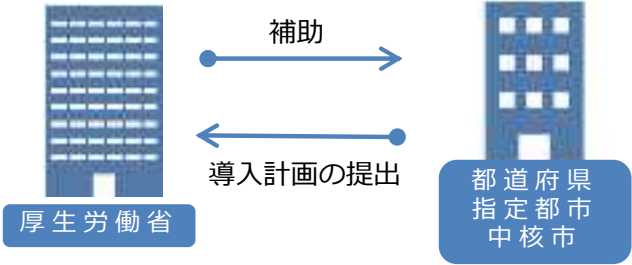 補助
導入計画の提出
厚生労働省
都道府県
指定都市
中核市